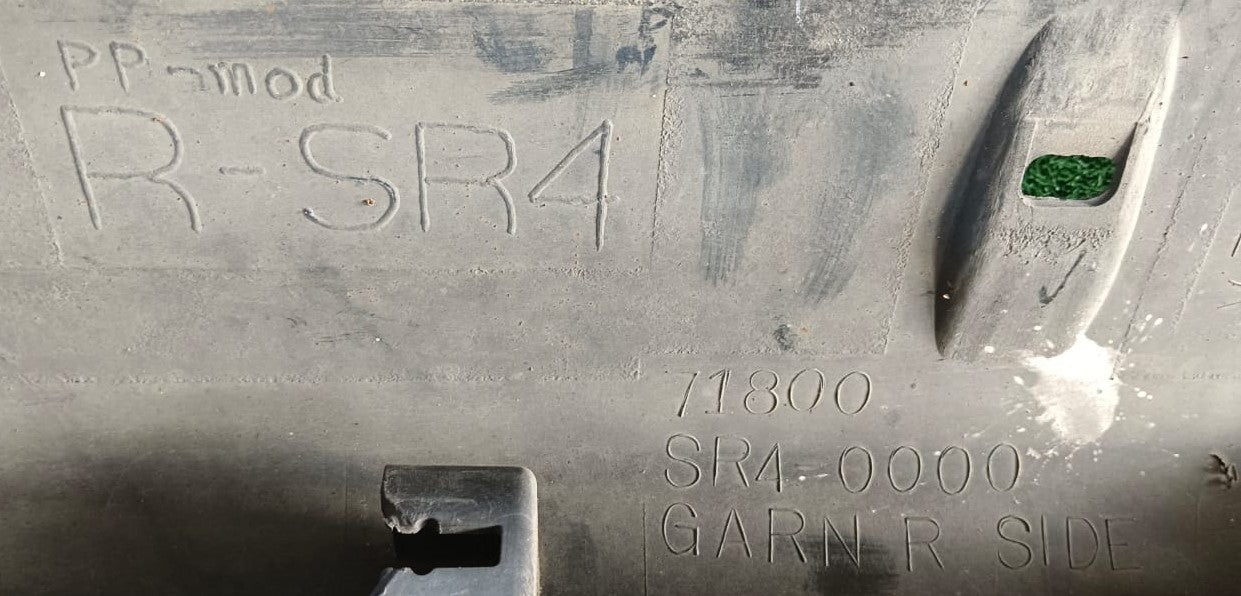 PP-mod
R-SR4
71800
SR4-0000
GARN R SIDE